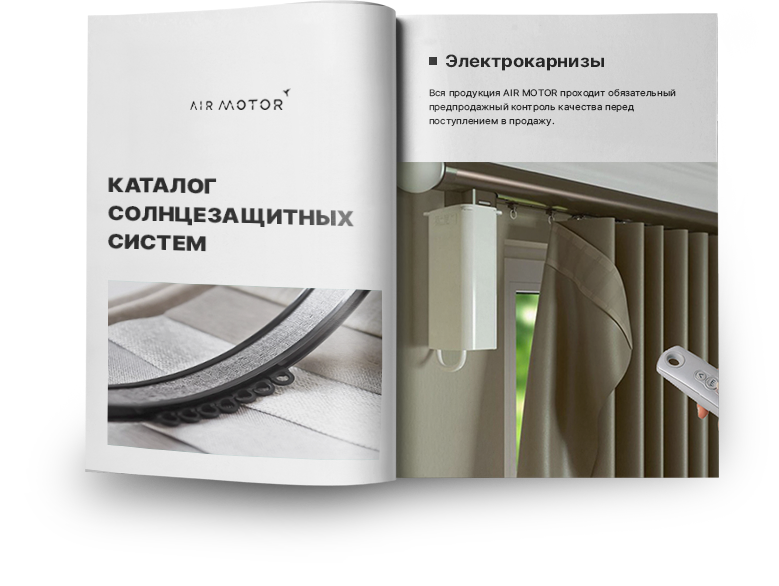 AIR MOTOR
КАТАЛОГ
СОЛНЦЕЗАЩИТНЫХ
СИСТЕМ
Электрокарнизы
Вся продукция AIR MOTOR проходит обязательный
предпродажный контроль качества перед
поступлением в продажу.